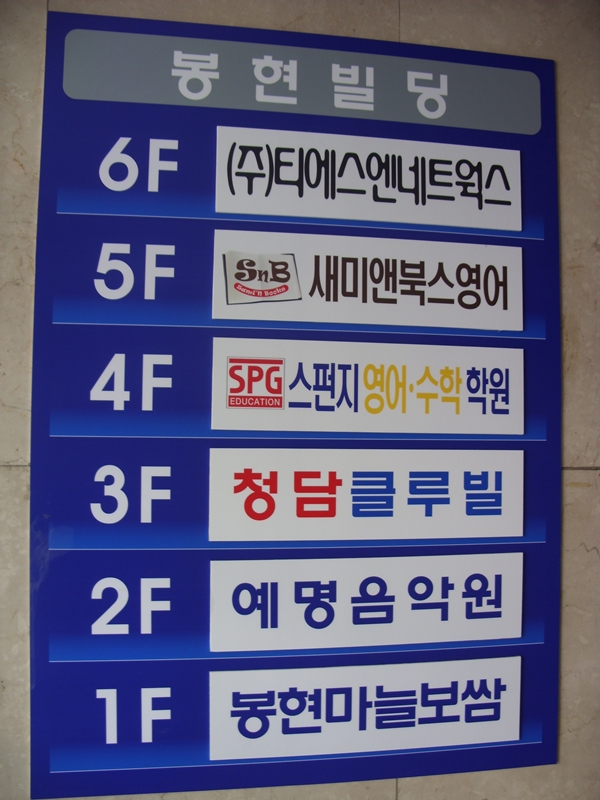 봉현빌딩
6F (주)티에스엔네트웍스
5F SnB Sami'n Books 새미앤북스영어
4F SPG EDUCATION 스펀지영어·수학학원
3F 청담클루빌
2F 예명음악원
1F 봉현마늘보쌈